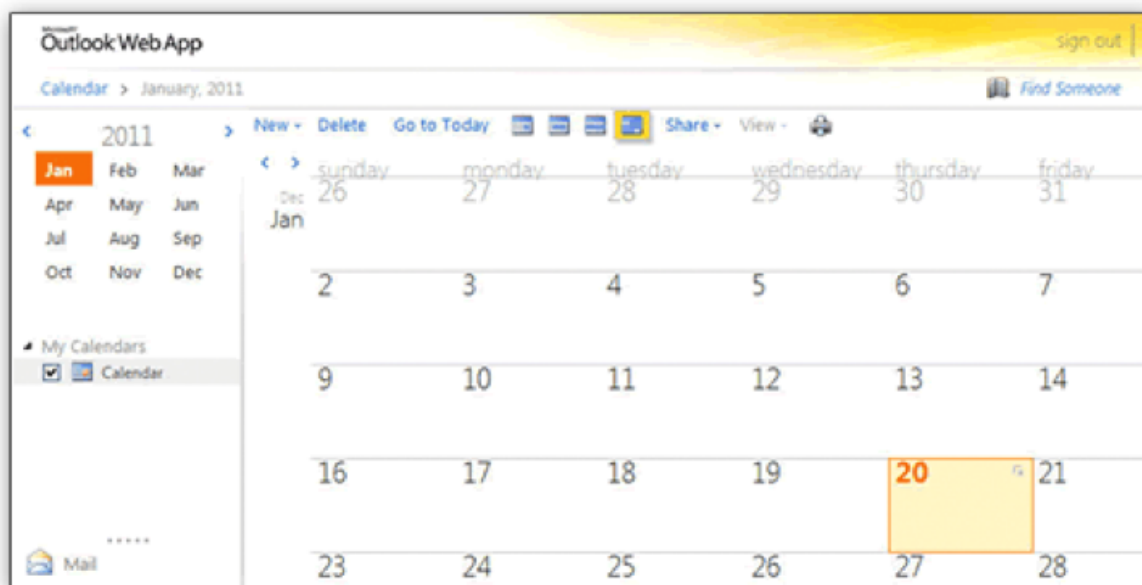 Microsoft
Outlook Web App
sign out
Calendar > January, 2011
Find Someone
2011
Jan Feb Mar
Apr May Jun
Jul Aug Sep
Oct Nov Dec
My Calendars
Calendar
Mail
New Delete Go to Today Share View
sunday monday tuesday wednesday thursday friday
Dec 26 27 28 29 30 31
Jan
2 3 4 5 6 7
9 10 11 12 13 14
16 17 18 19 20 21
23 24 25 26 27 28